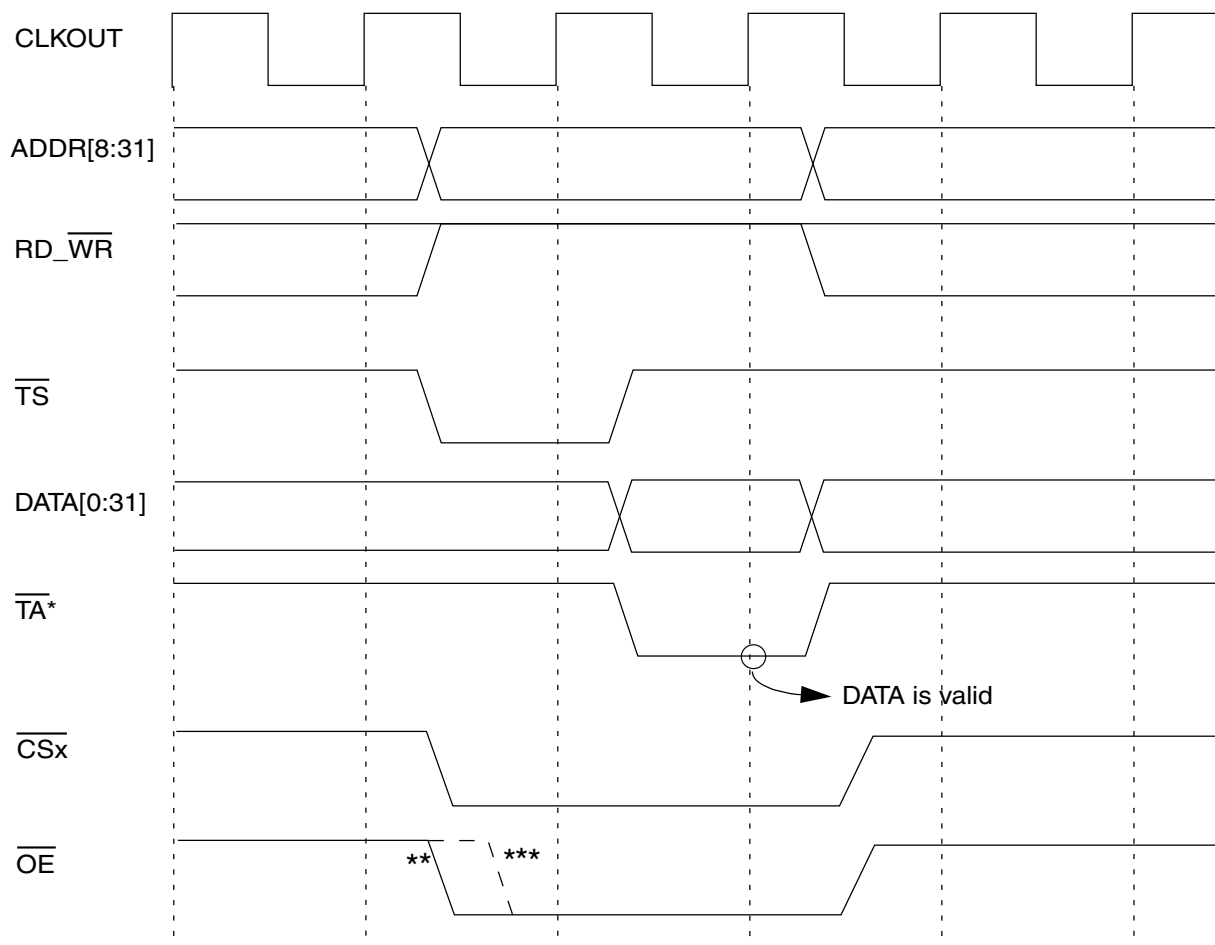 CLKOUT
ADDR[8:31]
RD_WR
TS
DATA[0:31]
TA*
DATA is valid
CSx
OE
**
***